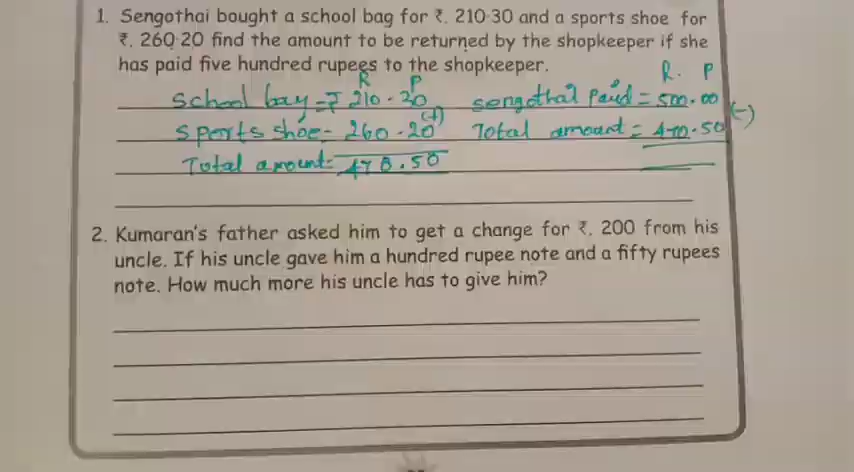 1. Sengothai bought a school bag for ₹. 210·30 and a sports shoe for
₹. 260·20 find the amount to be returned by the shopkeeper if she
has paid five hundred rupees to the shopkeeper.
R P
R. P
School bag = ₹ 210.30 Sengothai Paid = 500.00
Sports shoe = 260.20 (+) Total amount = 470.50 (-)
Total amount = 470.50
2. Kumaran's father asked him to get a change for ₹. 200 from his
uncle. If his uncle gave him a hundred rupee note and a fifty rupees
note. How much more his uncle has to give him?